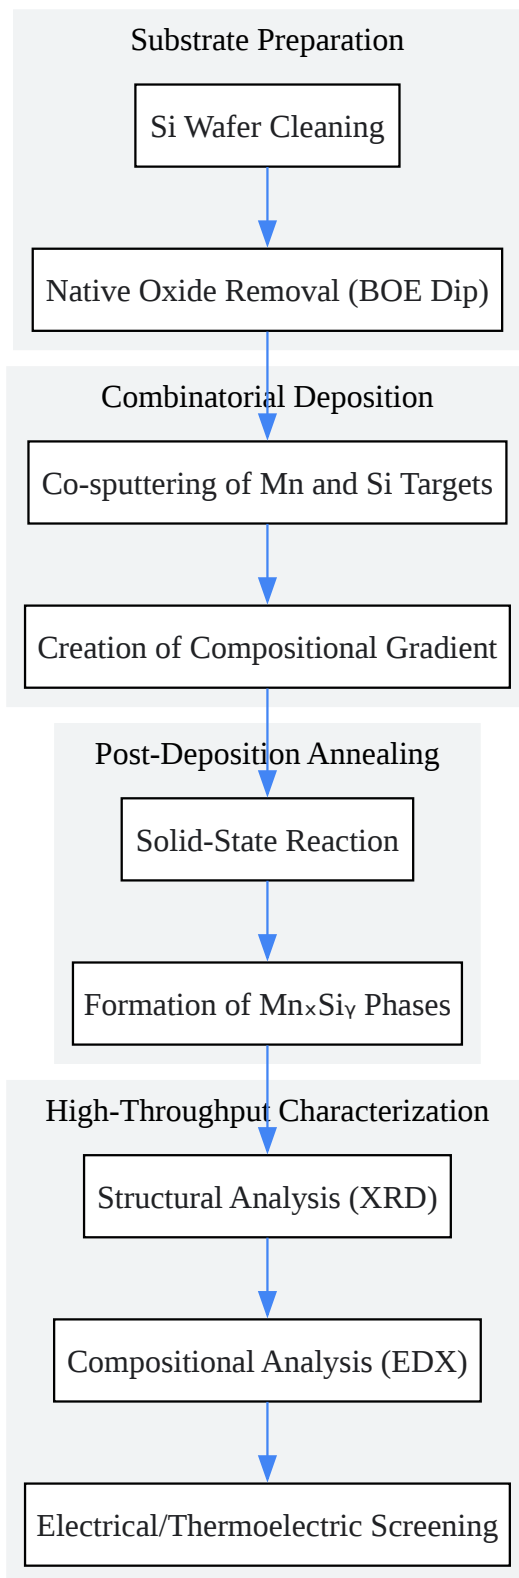 Substrate Preparation
Si Wafer Cleaning
Native Oxide Removal (BOE Dip)
Combinatorial Deposition
Co-sputtering of Mn and Si Targets
Creation of Compositional Gradient
Post-Deposition Annealing
Solid-State Reaction
Formation of MnₓSiᵧ Phases
High-Throughput Characterization
Structural Analysis (XRD)
Compositional Analysis (EDX)
Electrical/Thermoelectric Screening